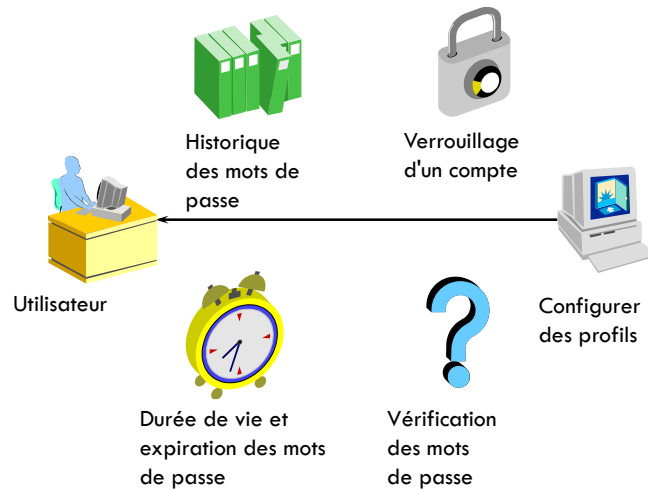 Historique
des mots de
passe
Verrouillage
d'un compte
Utilisateur
Configurer
des profils
Durée de vie et
expiration des mots
de passe
Vérification
des mots
de passe